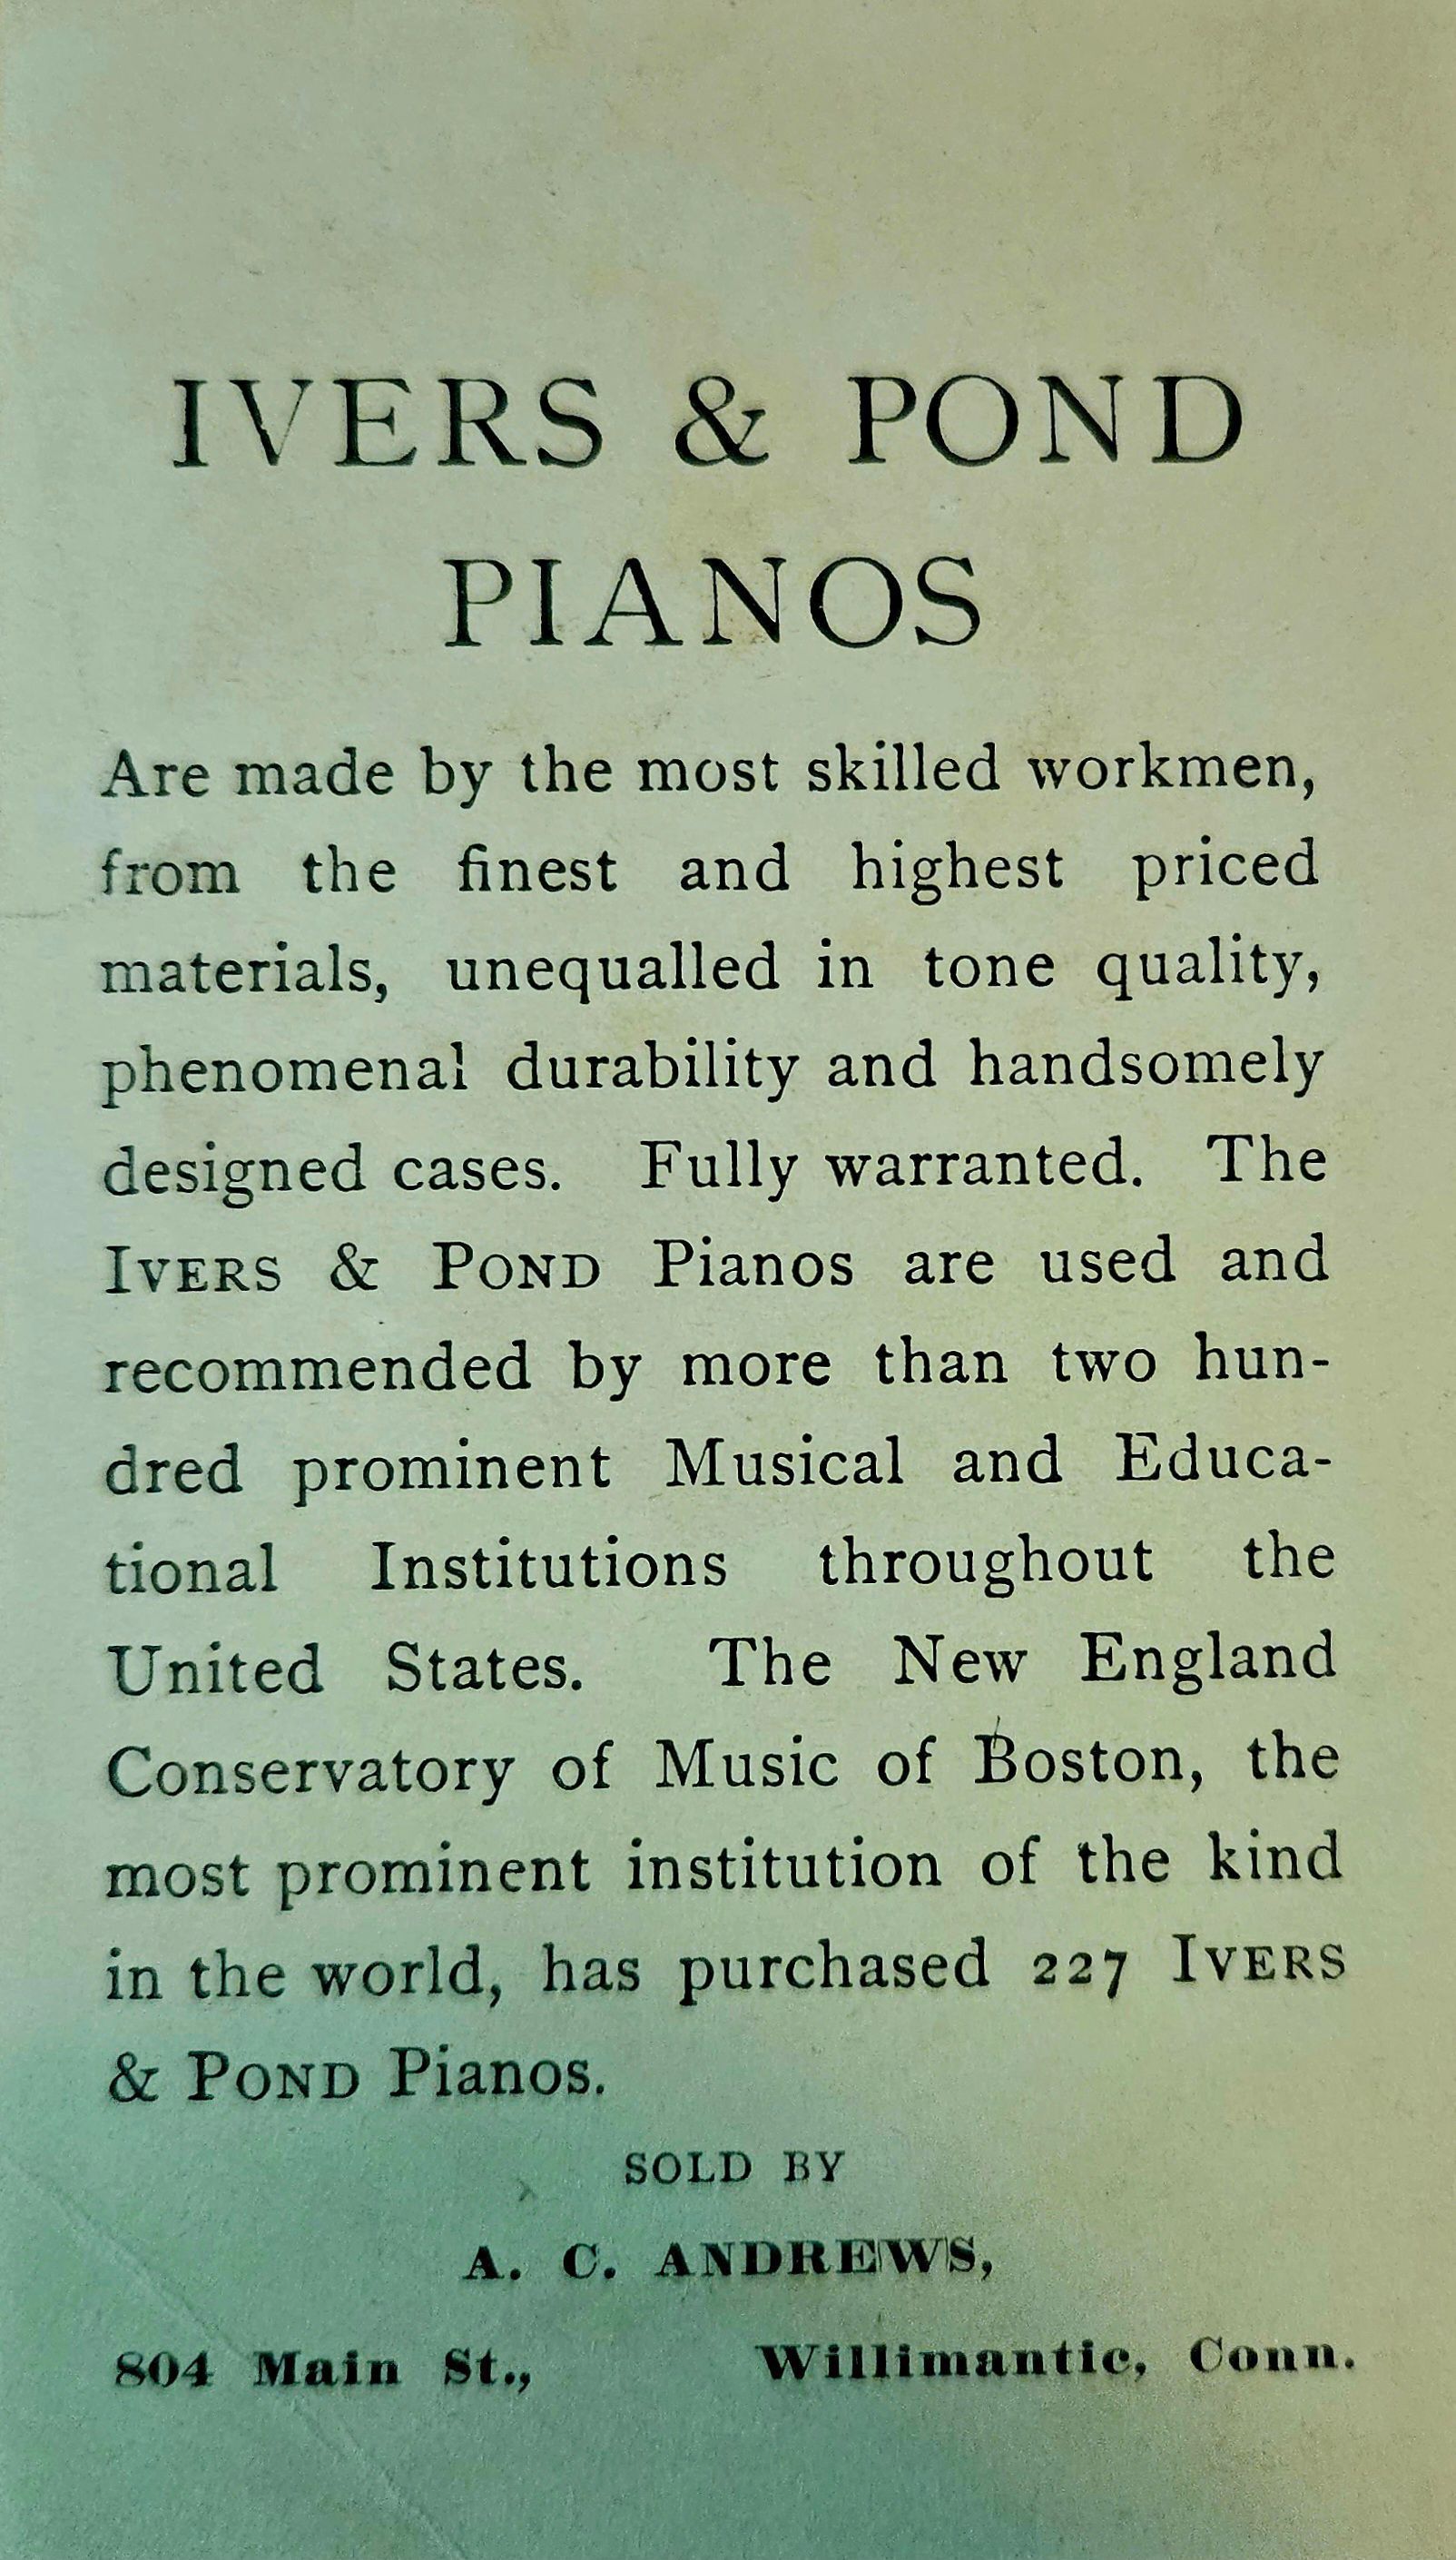 IVERS & POND
PIANOS
Are made by the most skilled workmen,
from the finest and highest priced
materials, unequalled in tone quality,
phenomenal durability and handsomely
designed cases. Fully warranted. The
IVERS & POND Pianos are used and
recommended by more than two hun-
dred prominent Musical and Educa-
tional Institutions throughout the
United States. The New England
Conservatory of Music of Boston, the
most prominent institution of the kind
in the world, has purchased 227 IVERS
& POND Pianos.
SOLD BY
A. C. ANDREWS,
804 Main St., Willimantic, Conn.